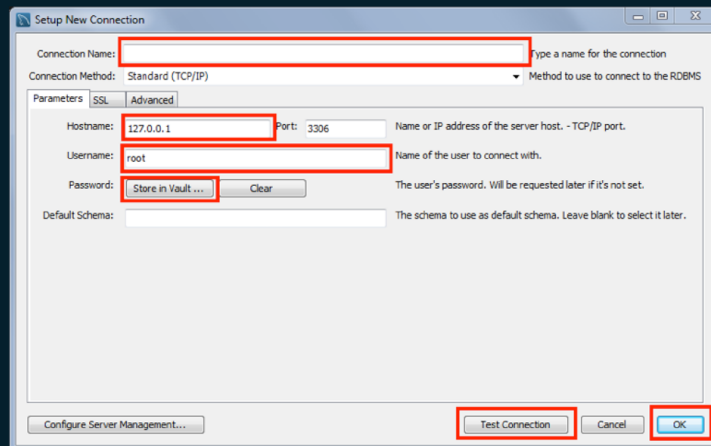 Setup New Connection
Connection Name: Type a name for the connection
Connection Method: Standard (TCP/IP) Method to use to connect to the RDBMS
Parameters SSL Advanced
Hostname: 127.0.0.1 Port: 3306 Name or IP address of the server host. - TCP/IP port.
Username: root Name of the user to connect with.
Password: Store in Vault ... Clear The user's password. Will be requested later if it's not set.
Default Schema: The schema to use as default schema. Leave blank to select it later.
Configure Server Management... Test Connection Cancel OK